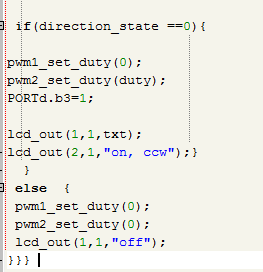 if(direction_state ==0){
pwm1_set_duty(0);
pwm2_set_duty(duty);
PORTd.b3=1;
lcd_out(1,1,txt);
lcd_out(2,1,"on, ccw");}
}
else {
pwm1_set_duty(0);
pwm2_set_duty(0);
lcd_out(1,1,"off");
}}}